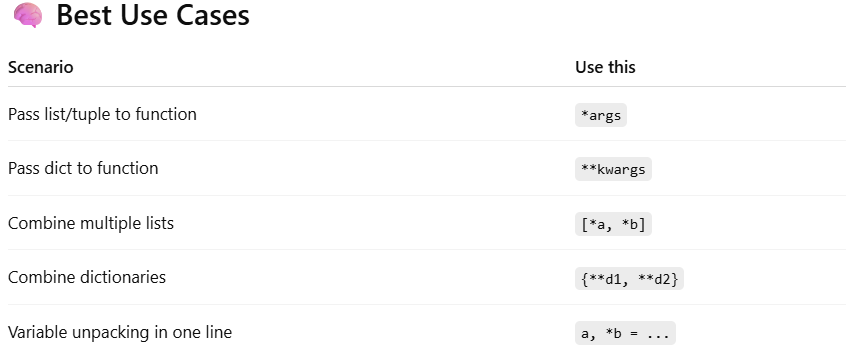 🧠 Best Use Cases
Scenario Use this
Pass list/tuple to function *args
Pass dict to function **kwargs
Combine multiple lists [*a, *b]
Combine dictionaries {**d1, **d2}
Variable unpacking in one line a, *b = ...